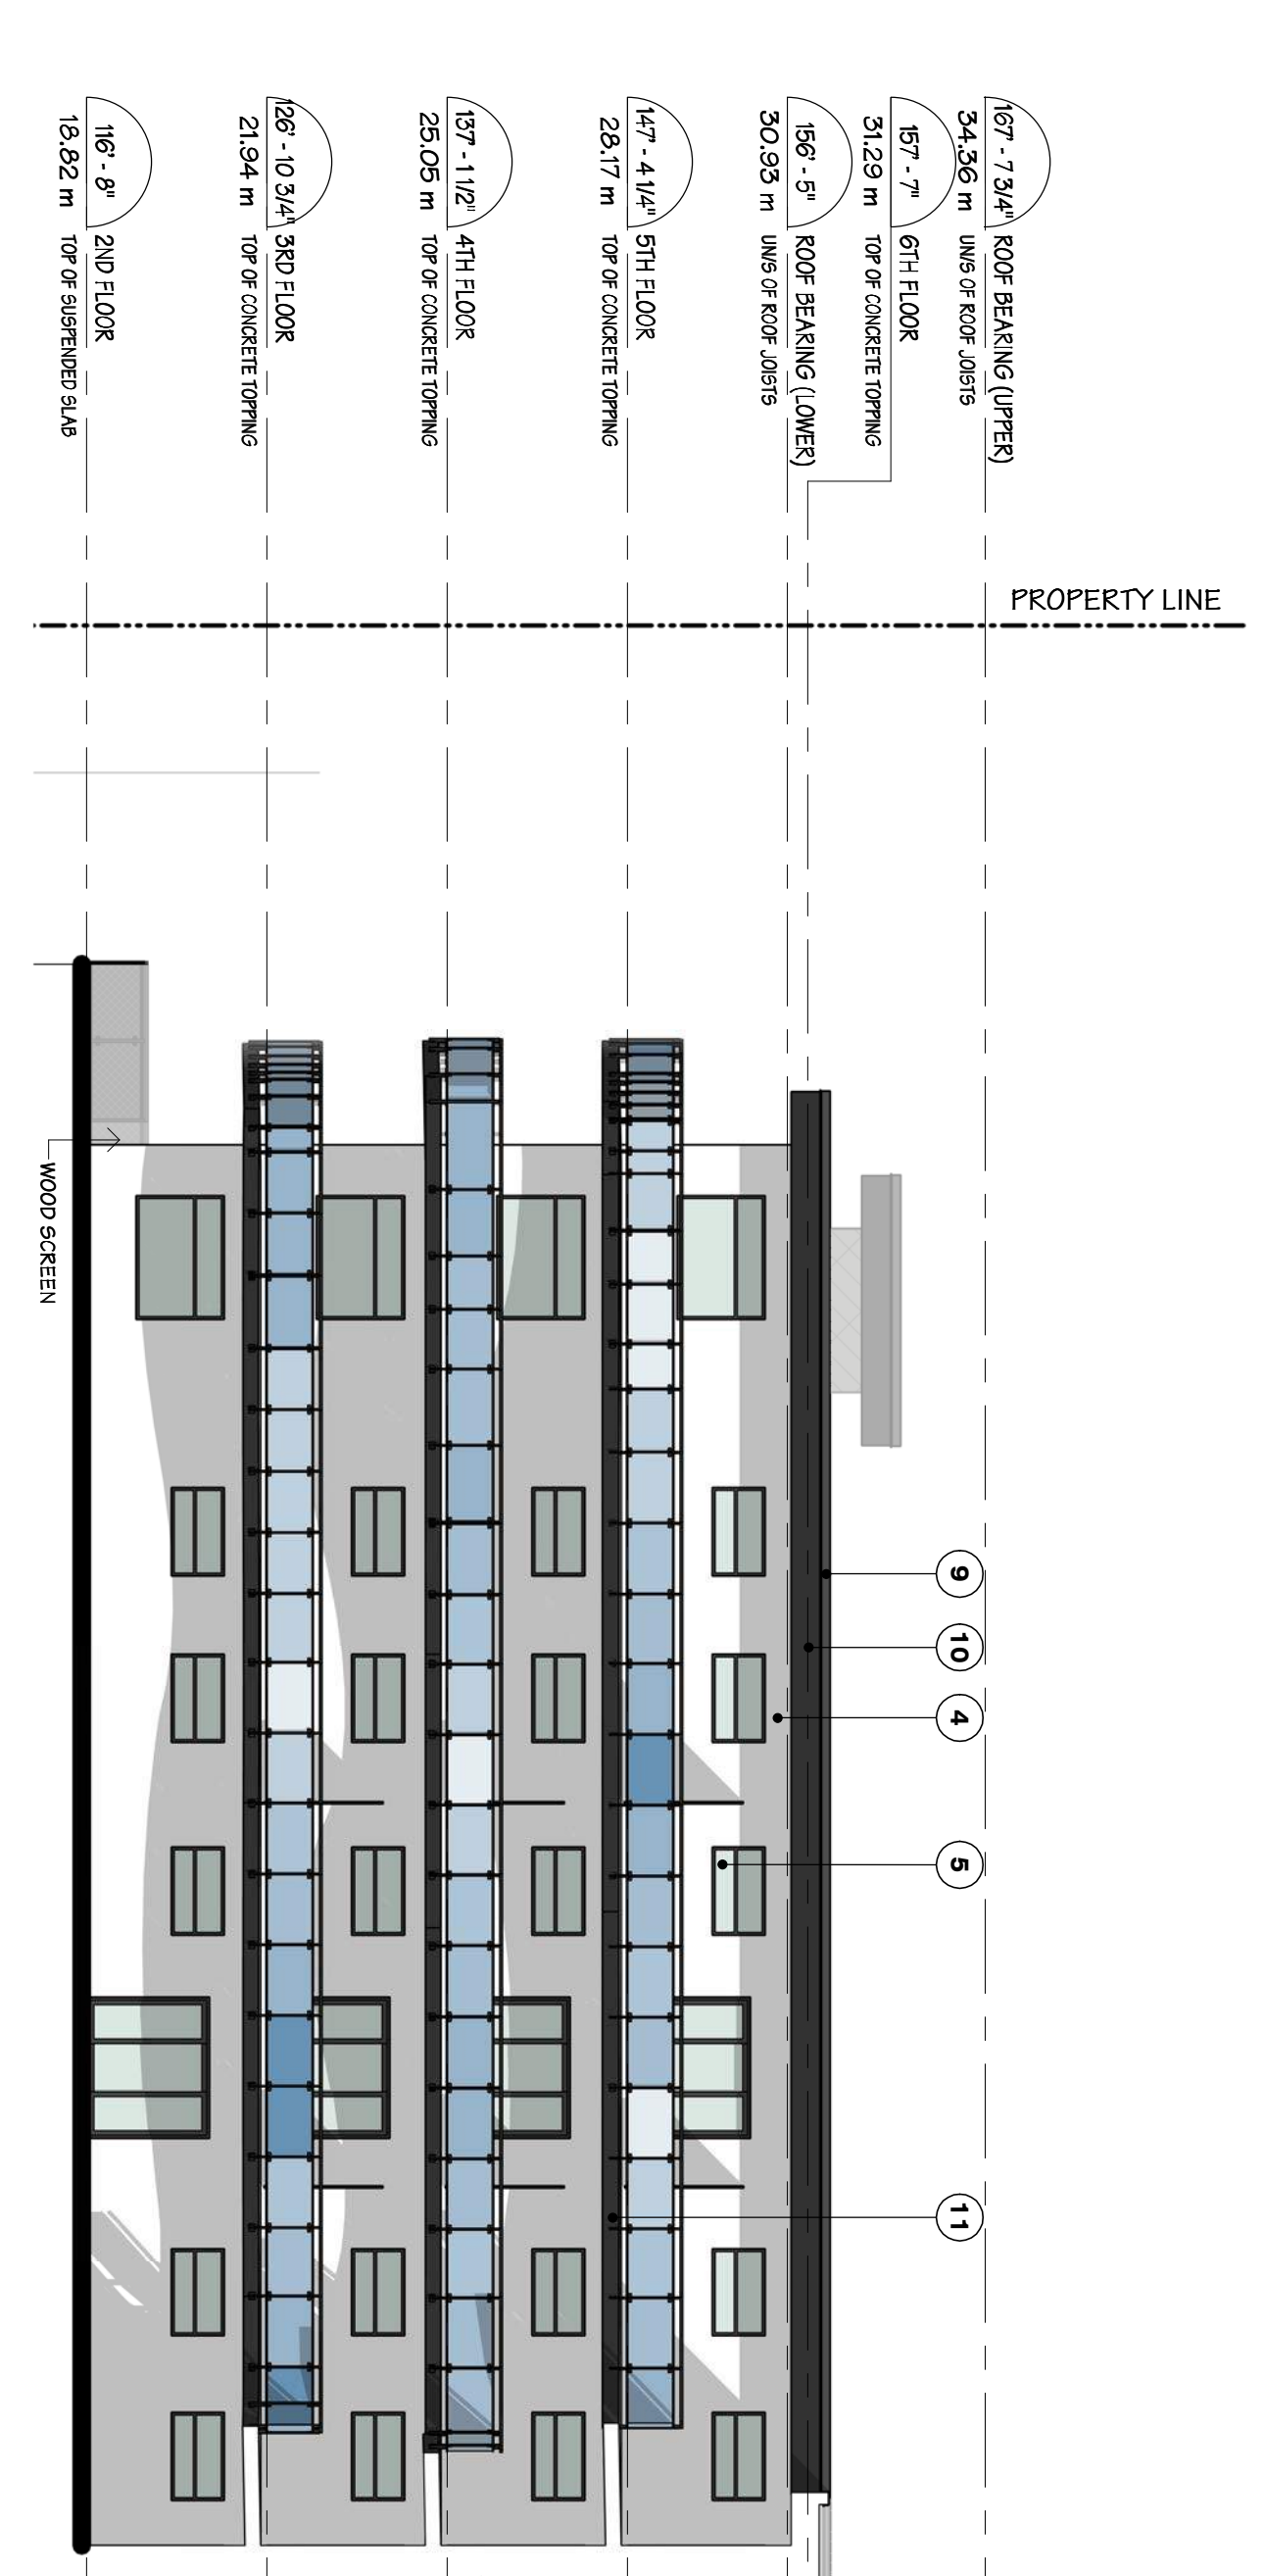 167' - 7 3/4"
34.36 m
ROOF BEARING (UPPER)
UN/S OF ROOF JOISTS
157' - 7"
31.29 m
6TH FLOOR
TOP OF CONCRETE TOPPING
156' - 5"
30.93 m
ROOF BEARING (LOWER)
UN/S OF ROOF JOISTS
147' - 4 1/4"
28.17 m
5TH FLOOR
TOP OF CONCRETE TOPPING
137' - 1 1/2"
25.05 m
4TH FLOOR
TOP OF CONCRETE TOPPING
126' - 10 3/4"
21.94 m
3RD FLOOR
TOP OF CONCRETE TOPPING
116' - 8"
18.82 m
2ND FLOOR
TOP OF SUSPENDED SLAB
PROPERTY LINE
WOOD SCREEN
9
10
4
5
11